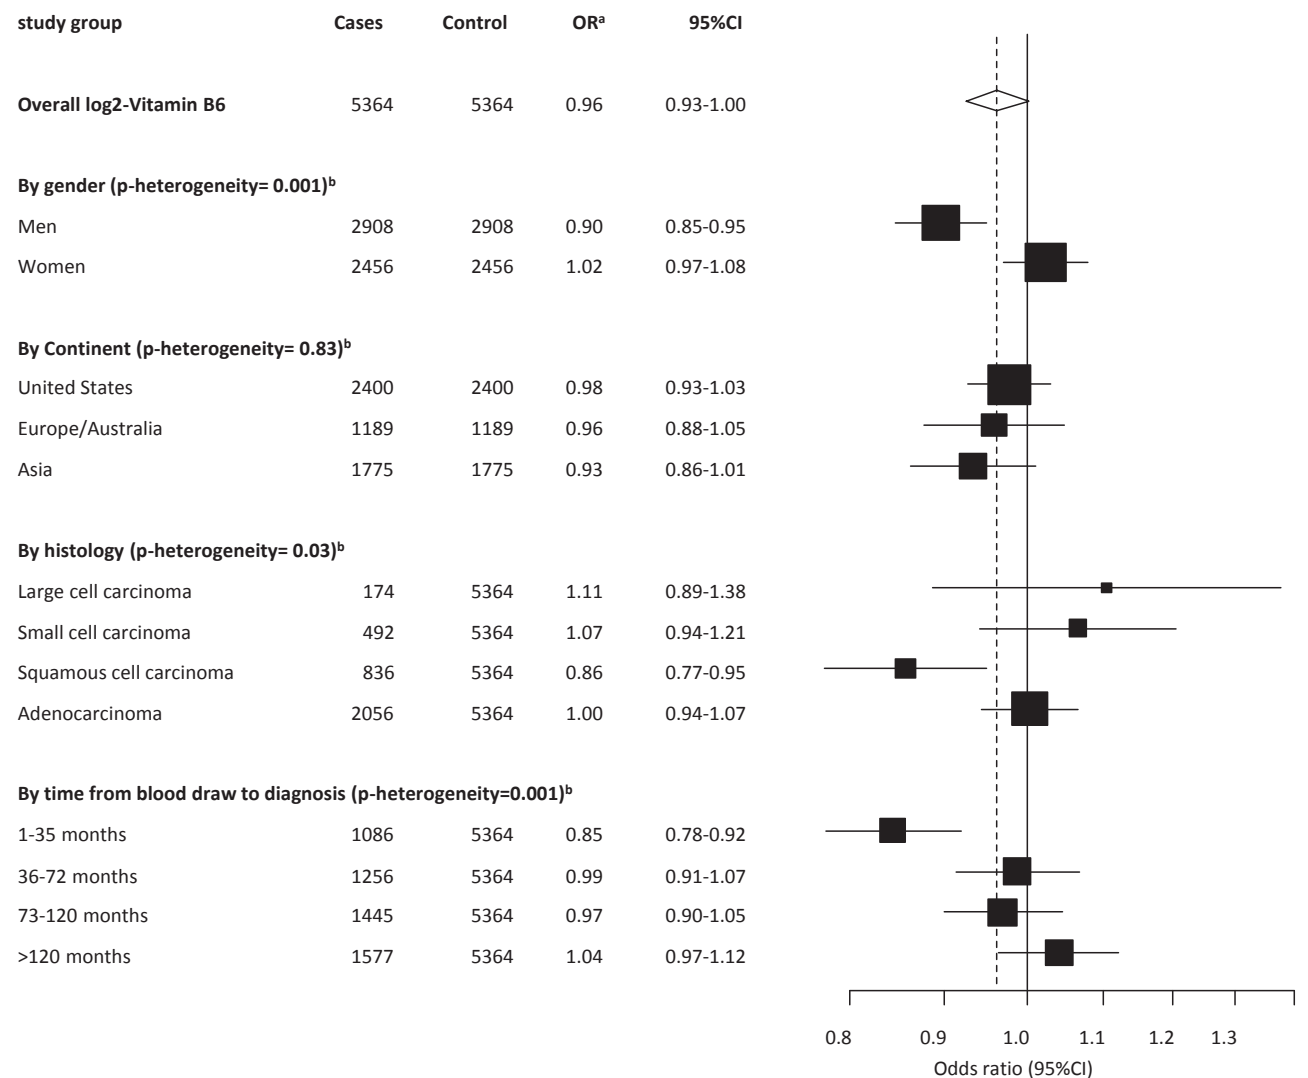 study group Cases Control ORᵃ 95%CI
Overall log2-Vitamin B6 5364 5364 0.96 0.93-1.00
By gender (p-heterogeneity= 0.001)ᵇ
Men 2908 2908 0.90 0.85-0.95
Women 2456 2456 1.02 0.97-1.08
By Continent (p-heterogeneity= 0.83)ᵇ
United States 2400 2400 0.98 0.93-1.03
Europe/Australia 1189 1189 0.96 0.88-1.05
Asia 1775 1775 0.93 0.86-1.01
By histology (p-heterogeneity= 0.03)ᵇ
Large cell carcinoma 174 5364 1.11 0.89-1.38
Small cell carcinoma 492 5364 1.07 0.94-1.21
Squamous cell carcinoma 836 5364 0.86 0.77-0.95
Adenocarcinoma 2056 5364 1.00 0.94-1.07
By time from blood draw to diagnosis (p-heterogeneity=0.001)ᵇ
1-35 months 1086 5364 0.85 0.78-0.92
36-72 months 1256 5364 0.99 0.91-1.07
73-120 months 1445 5364 0.97 0.90-1.05
>120 months 1577 5364 1.04 0.97-1.12
0.8 0.9 1.0 1.1 1.2 1.3
Odds ratio (95%CI)